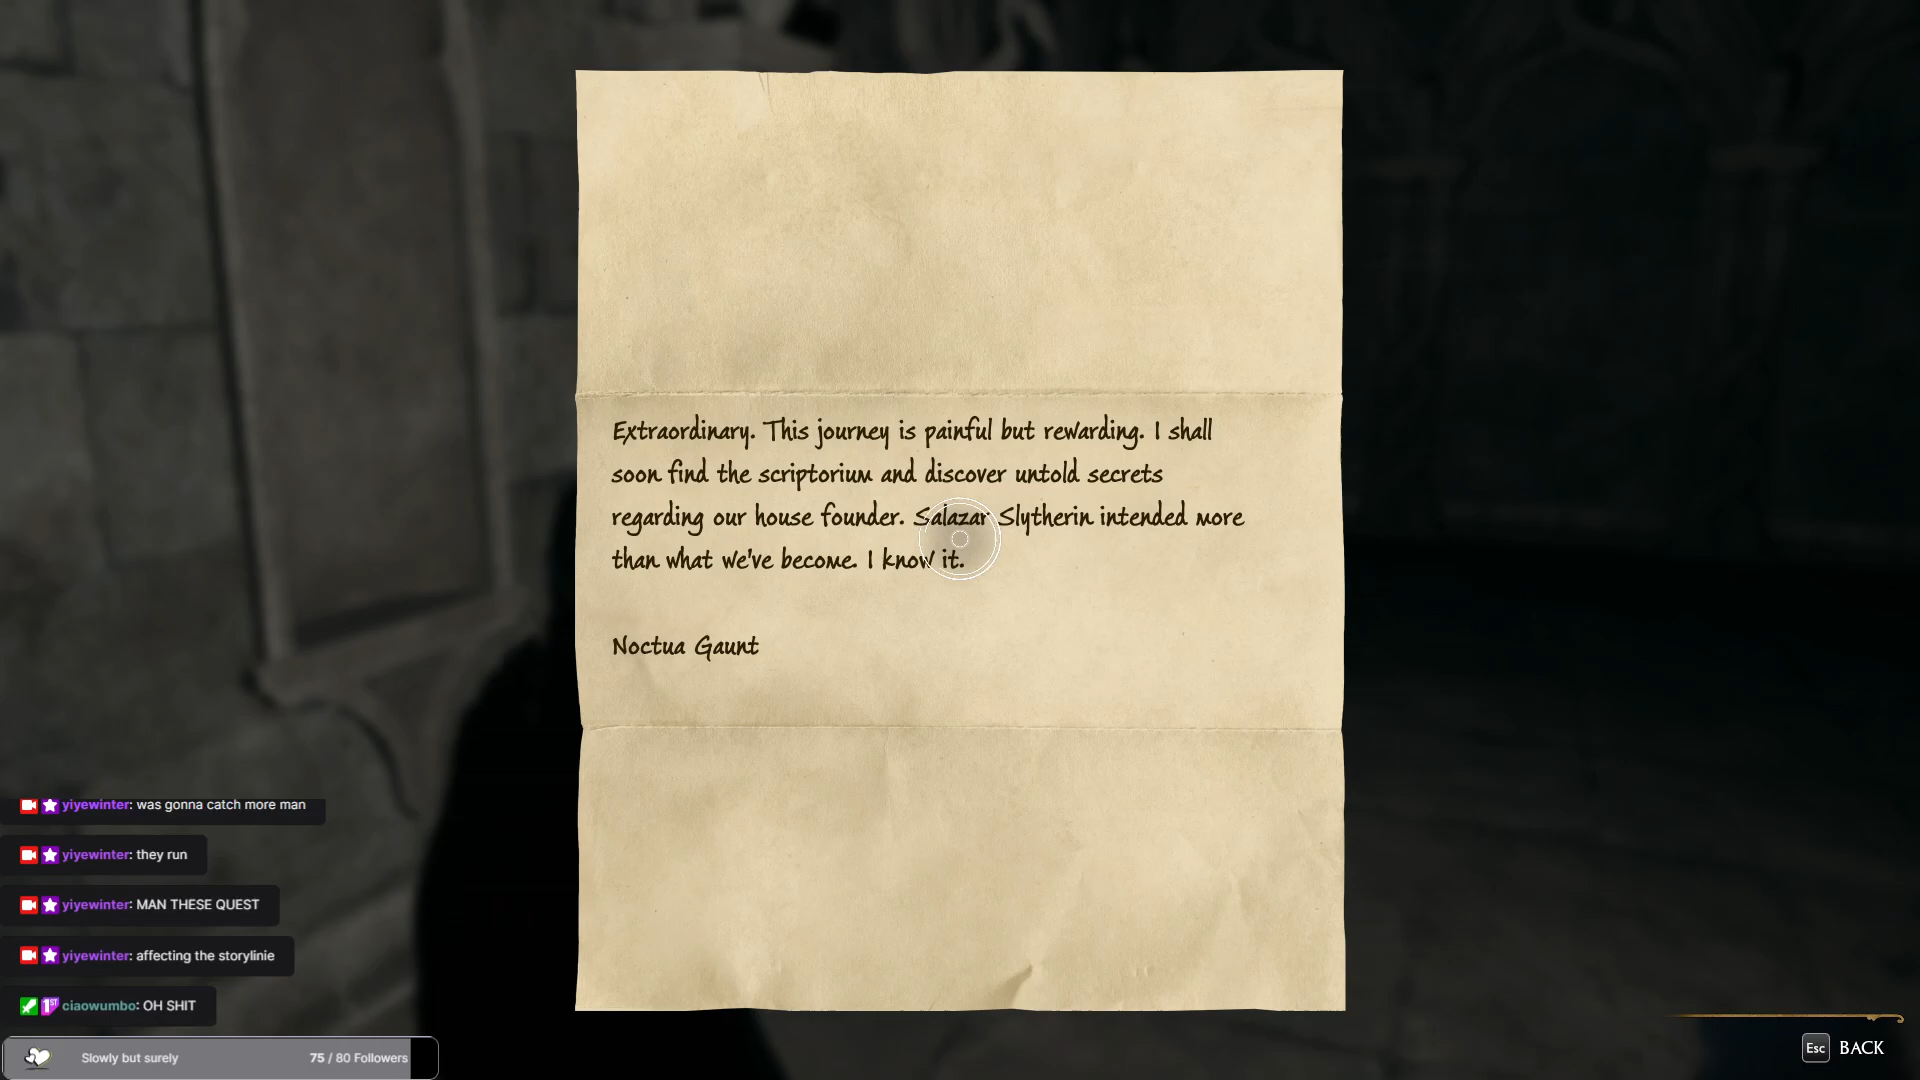 Extraordinary. This journey is painful but rewarding. I shall
soon find the scriptorium and discover untold secrets
regarding our house founder. Salazar Slytherin intended more
than what we've become. I know it.
Noctua Gaunt
yiyewinter: was gonna catch more man
yiyewinter: they run
yiyewinter: MAN THESE QUEST
yiyewinter: affecting the storylinie
1ST ciaowumbo: OH SHIT
Slowly but surely 75 / 80 Followers
Esc BACK